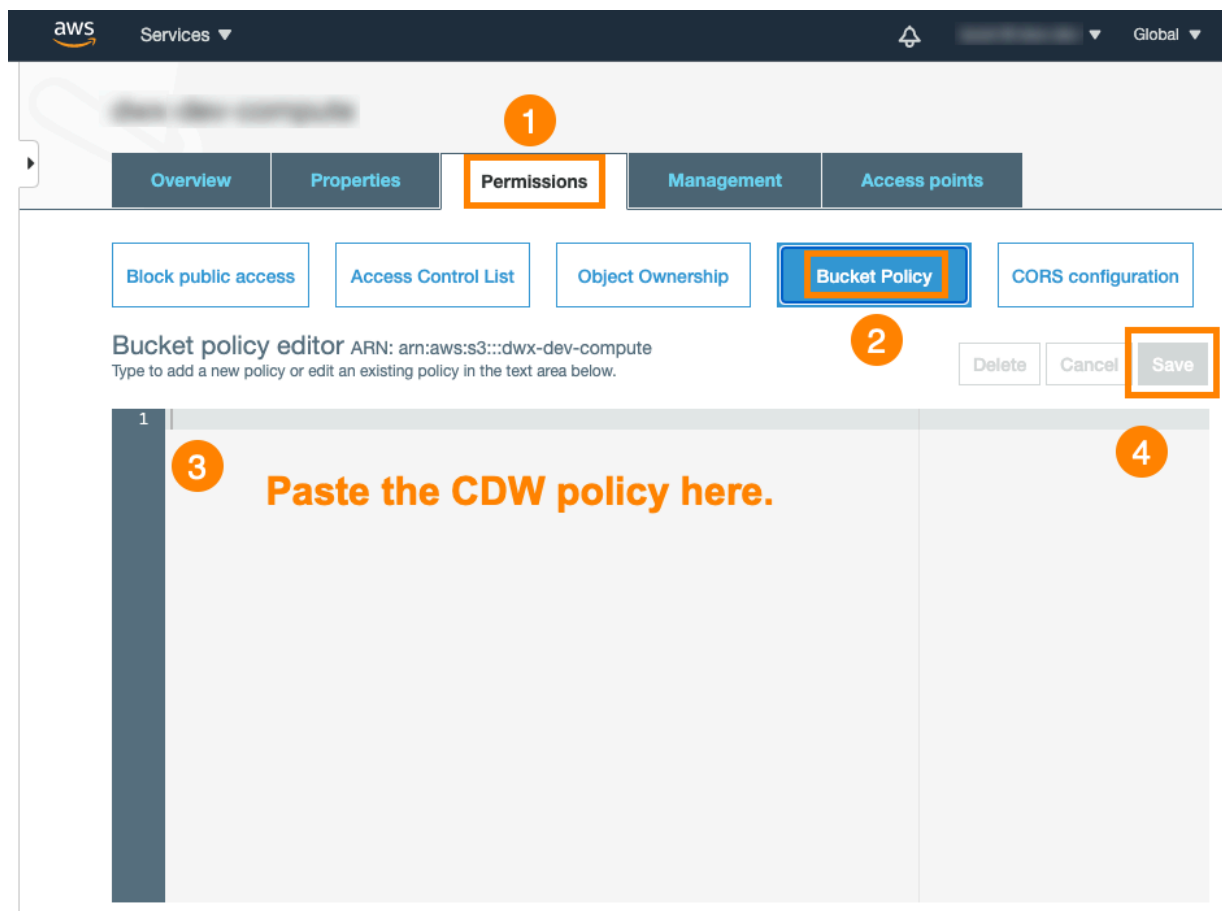 aws Services ▼ ▼ Global ▼
1
Overview Properties Permissions Management Access points
Block public access Access Control List Object Ownership Bucket Policy CORS configuration
2
Bucket policy editor ARN: arn:aws:s3:::dwx-dev-compute
Type to add a new policy or edit an existing policy in the text area below.
Delete Cancel Save
1
3
4
Paste the CDW policy here.